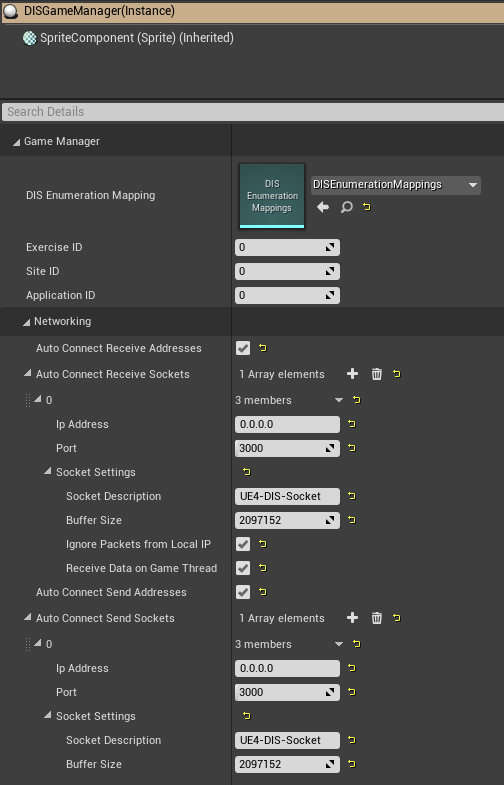 DISGameManager(Instance)
SpriteComponent (Sprite) (Inherited)
Search Details
Game Manager
DIS Enumeration Mapping
DIS
Enumeration
Mappings
DISEnumerationMappings
Exercise ID 0
Site ID 0
Application ID 0
Networking
Auto Connect Receive Addresses
Auto Connect Receive Sockets 1 Array elements
0 3 members
Ip Address 0.0.0.0
Port 3000
Socket Settings
Socket Description UE4-DIS-Socket
Buffer Size 2097152
Ignore Packets from Local IP
Receive Data on Game Thread
Auto Connect Send Addresses
Auto Connect Send Sockets 1 Array elements
0 3 members
Ip Address 0.0.0.0
Port 3000
Socket Settings
Socket Description UE4-DIS-Socket
Buffer Size 2097152